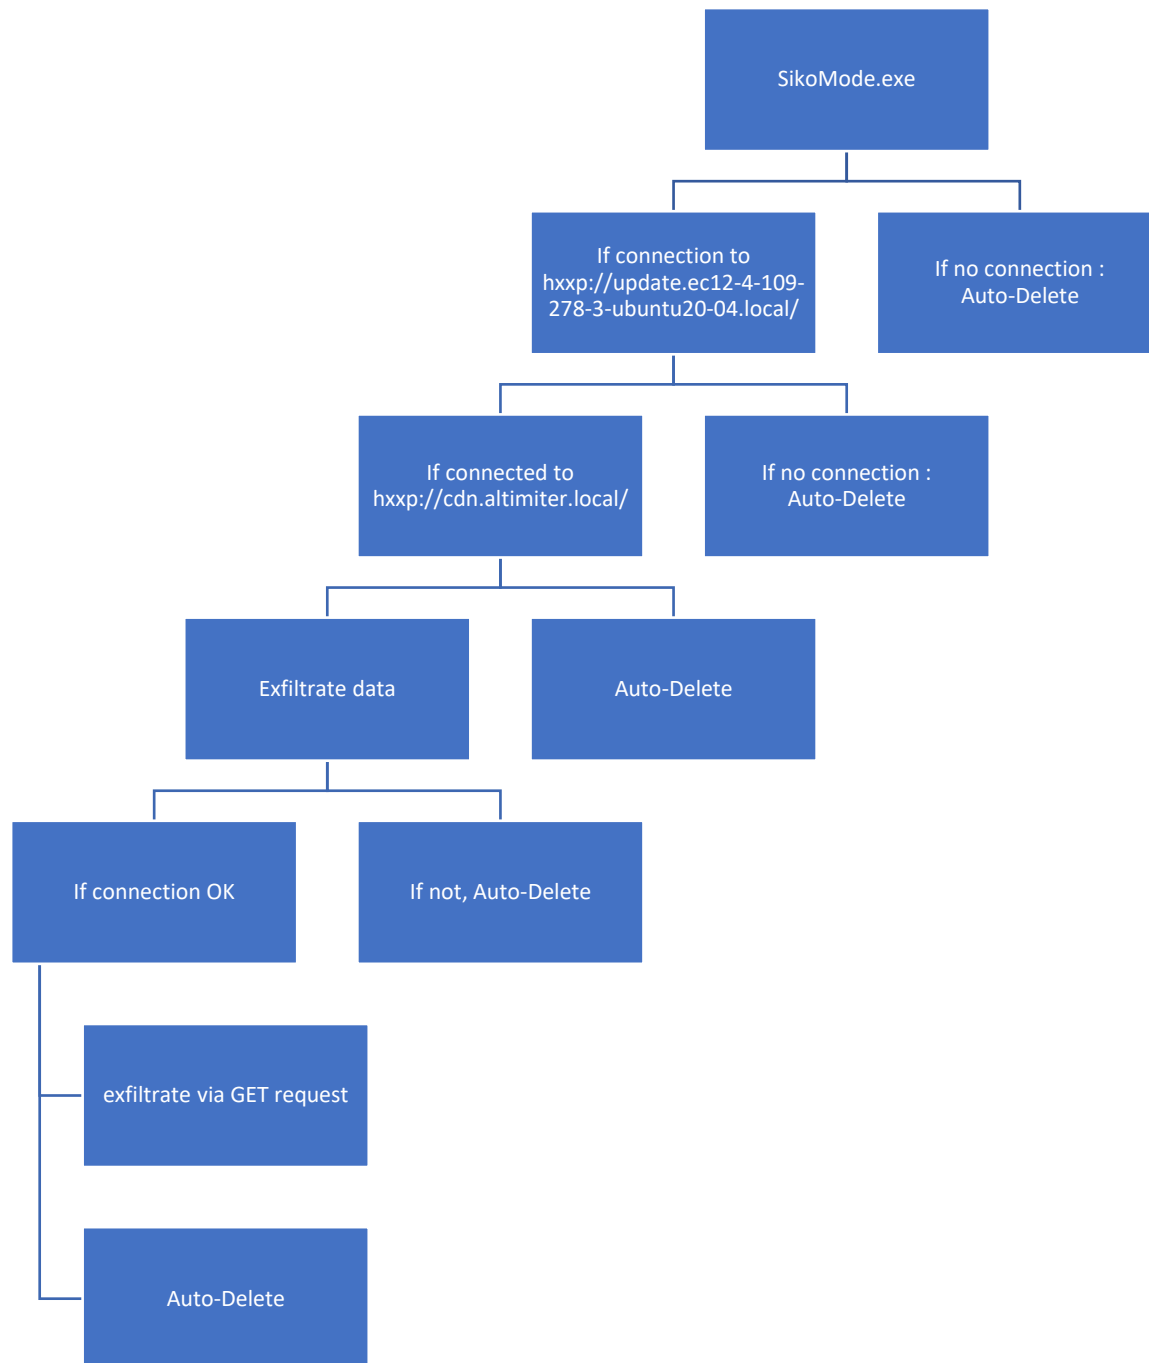 SikoMode.exe
If connection to
hxxp://update.ec12-4-109-
278-3-ubuntu20-04.local/
If no connection :
Auto-Delete
If connected to
hxxp://cdn.altimiter.local/
If no connection :
Auto-Delete
Exfiltrate data
Auto-Delete
If connection OK
If not, Auto-Delete
exfiltrate via GET request
Auto-Delete